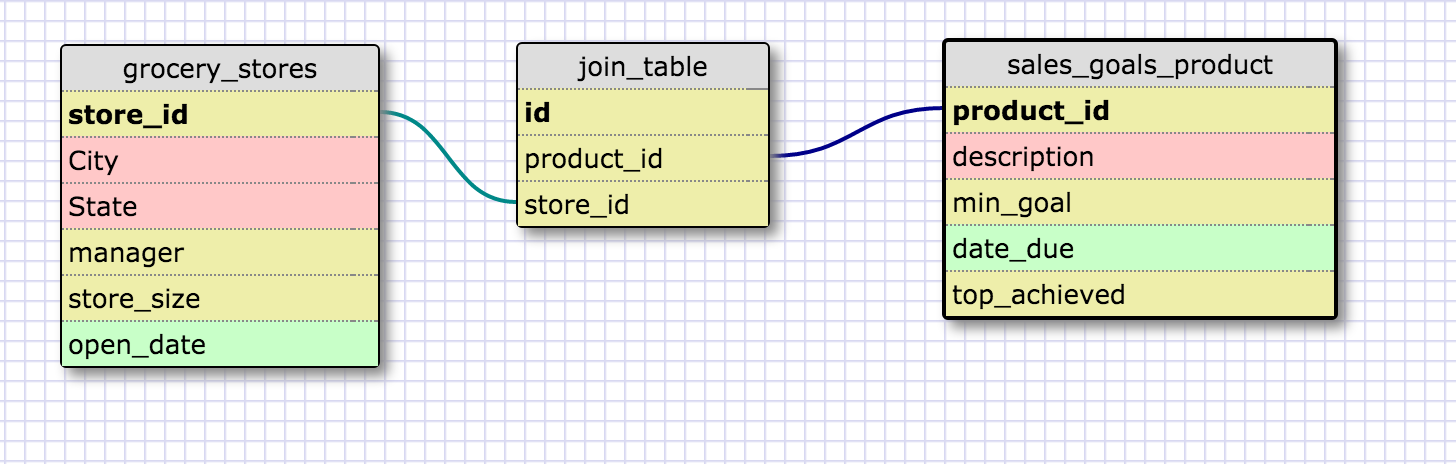 grocery_stores
store_id
City
State
manager
store_size
open_date
join_table
id
product_id
store_id
sales_goals_product
product_id
description
min_goal
date_due
top_achieved